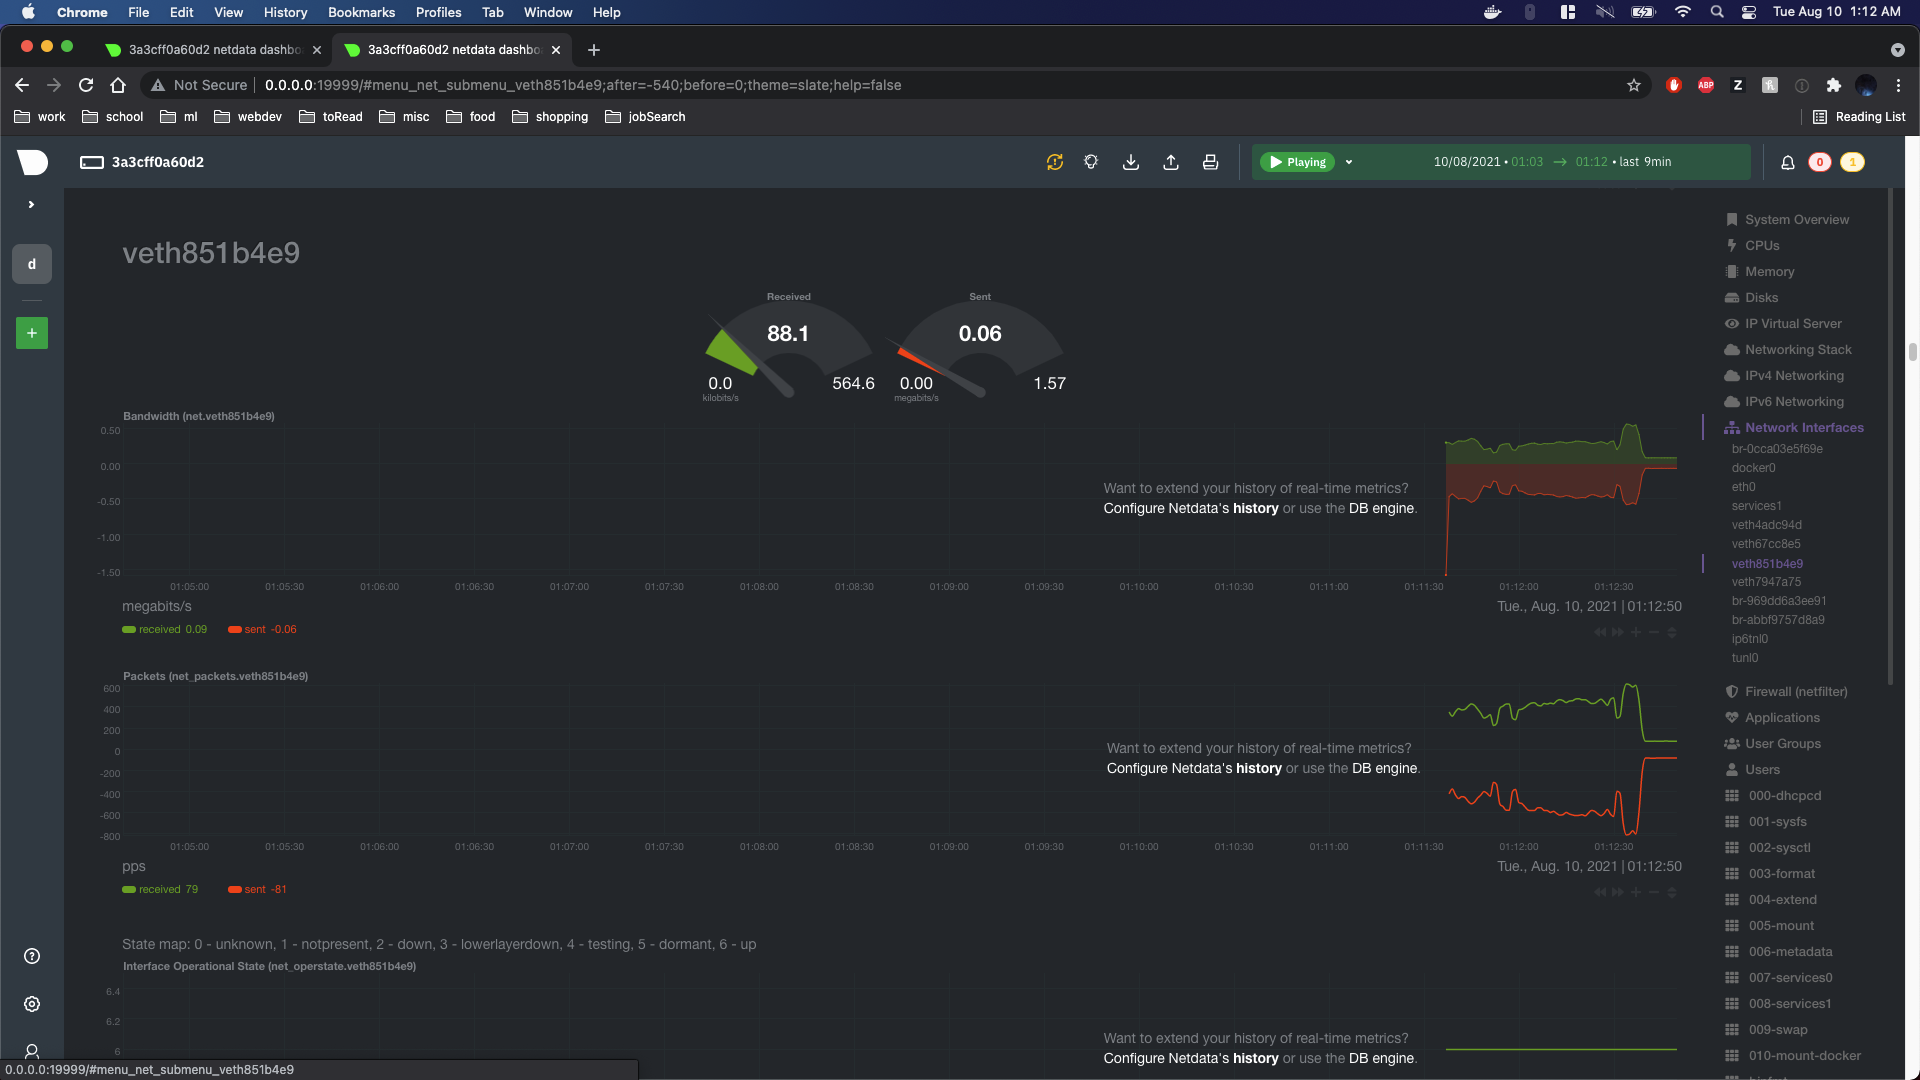 Chrome File Edit View History Bookmarks Profiles Tab Window Help Tue Aug 10 1:12 AM
3a3cff0a60d2 netdata dashbo 3a3cff0a60d2 netdata dashbo
Not Secure 0.0.0.0:19999/#menu_net_submenu_veth851b4e9;after=-540;before=0;theme=slate;help=false ABP Z
work school ml webdev toRead misc food shopping jobSearch Reading List
3a3cff0a60d2 Playing 10/08/2021 • 01:03 → 01:12 • last 9min 0 1
d
+
veth851b4e9
Received
88.1
0.0 564.6
kilobits/s
Sent
0.06
0.00 1.57
megabits/s
Bandwidth (net.veth851b4e9)
0.50
0.00
-0.50
-1.00
-1.50
Want to extend your history of real-time metrics?
Configure Netdata's history or use the DB engine.
01:05:00 01:05:30 01:06:00 01:06:30 01:07:00 01:07:30 01:08:00 01:08:30 01:09:00 01:09:30 01:10:00 01:10:30 01:11:00 01:11:30 01:12:00 01:12:30
megabits/s Tue., Aug. 10, 2021 | 01:12:50
received 0.09 sent -0.06
Packets (net_packets.veth851b4e9)
600
400
200
0
-200
-400
-600
-800
Want to extend your history of real-time metrics?
Configure Netdata's history or use the DB engine.
01:05:00 01:05:30 01:06:00 01:06:30 01:07:00 01:07:30 01:08:00 01:08:30 01:09:00 01:09:30 01:10:00 01:10:30 01:11:00 01:11:30 01:12:00 01:12:30
pps Tue., Aug. 10, 2021 | 01:12:50
received 79 sent -81
State map: 0 - unknown, 1 - notpresent, 2 - down, 3 - lowerlayerdown, 4 - testing, 5 - dormant, 6 - up
Interface Operational State (net_operstate.veth851b4e9)
6.4
6.2
6
Want to extend your history of real-time metrics?
Configure Netdata's history or use the DB engine.
System Overview
CPUs
Memory
Disks
IP Virtual Server
Networking Stack
IPv4 Networking
IPv6 Networking
Network Interfaces
br-0cca03e5f69e
docker0
eth0
services1
veth4adc94d
veth67cc8e5
veth851b4e9
veth7947a75
br-969dd6a3ee91
br-abbf9757d8a9
ip6tnl0
tunl0
Firewall (netfilter)
Applications
User Groups
Users
000-dhcpcd
001-sysfs
002-sysctl
003-format
004-extend
005-mount
006-metadata
007-services0
008-services1
009-swap
010-mount-docker
0.0.0.0:19999/#menu_net_submenu_veth851b4e9